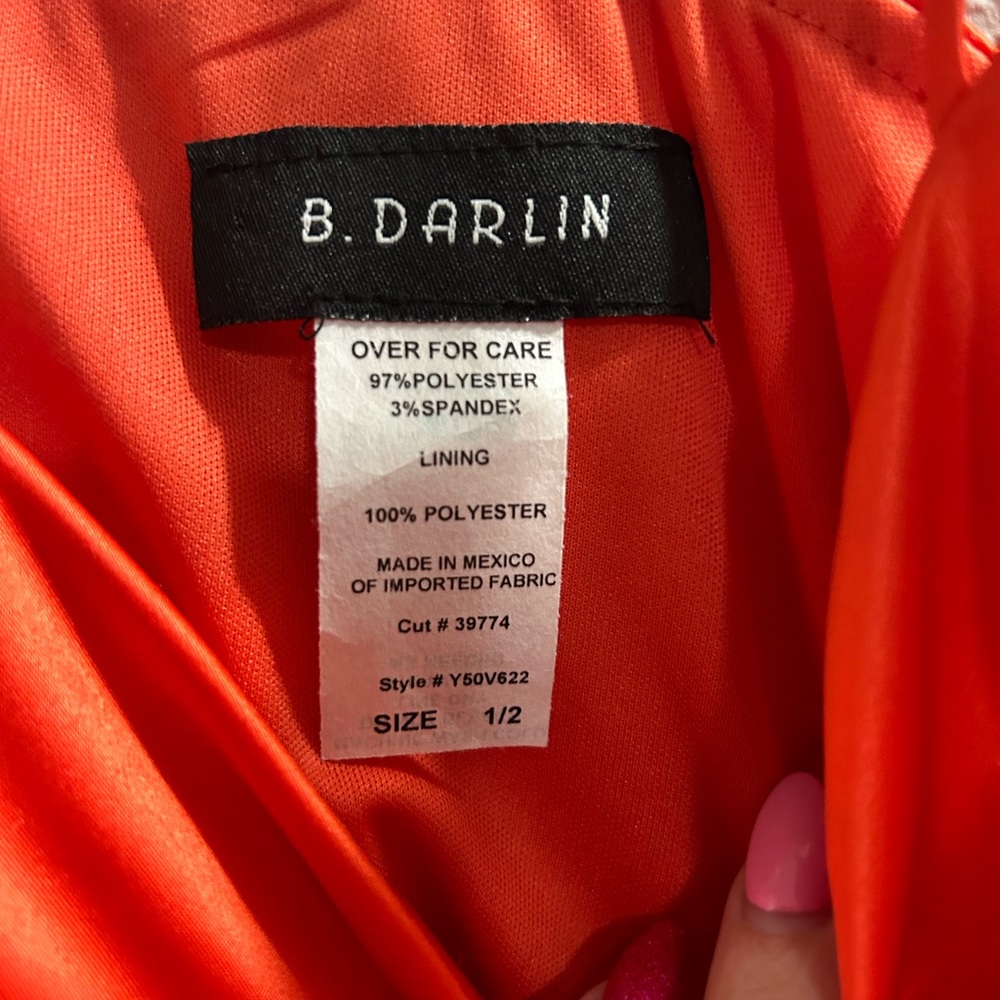 B. DARLIN
OVER FOR CARE
97%POLYESTER
3%SPANDEX
LINING
100% POLYESTER
MADE IN MEXICO
OF IMPORTED FABRIC
Cut # 39774
Style # Y50V622
SIZE 1/2